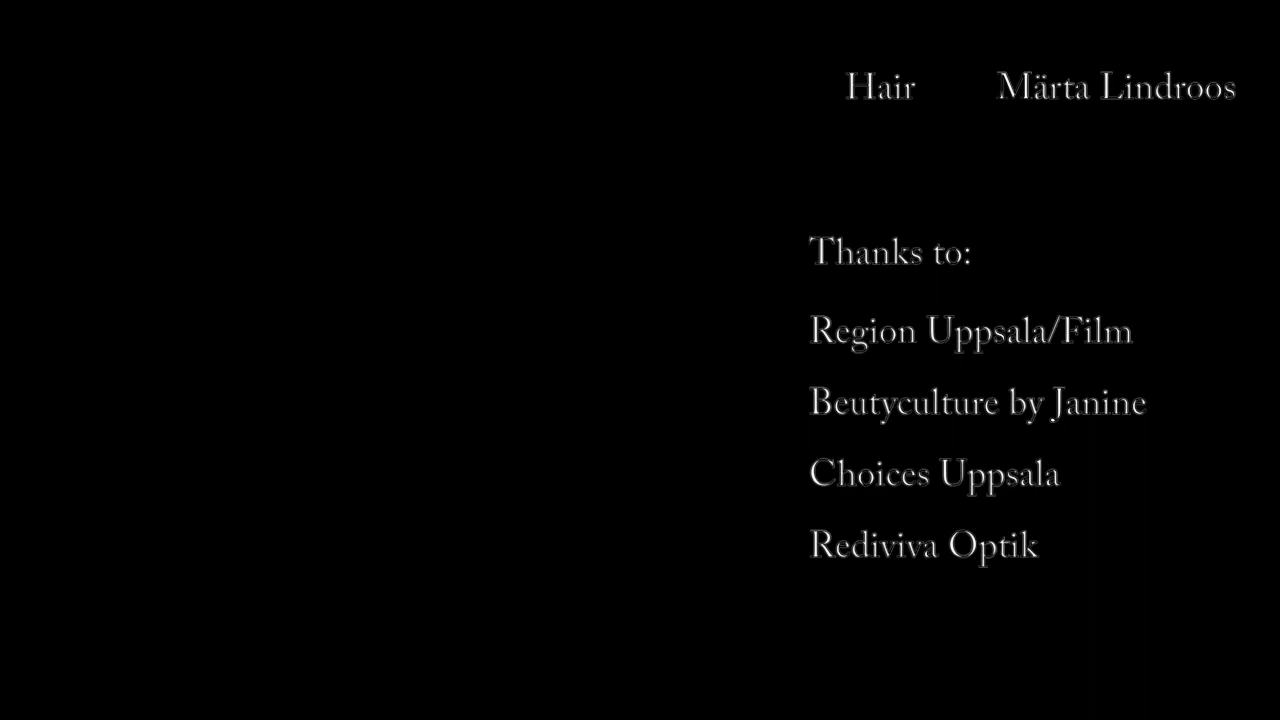 Hair Märta Lindroos
Thanks to:
Region Uppsala/Film
Beutyculture by Janine
Choices Uppsala
Rediviva Optik